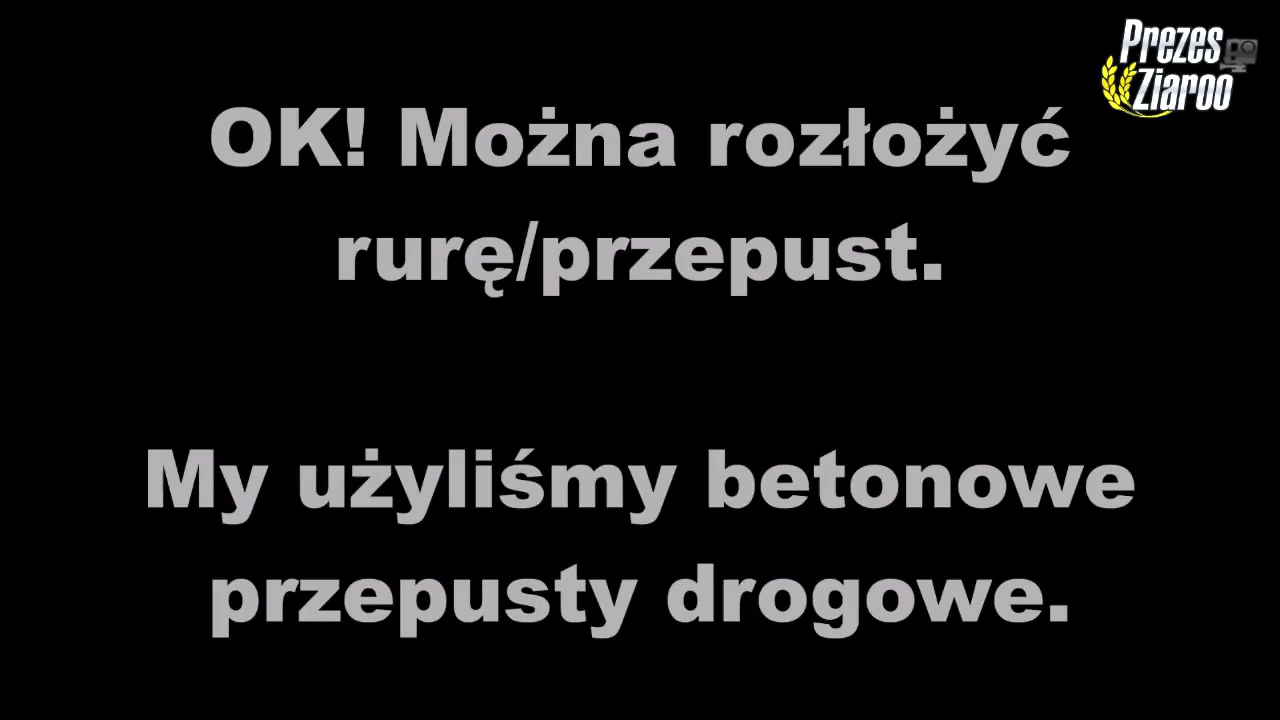 Prezes
Ziaroo
OK! Można rozłożyć
rurę/przepust.
My użyliśmy betonowe
przepusty drogowe.